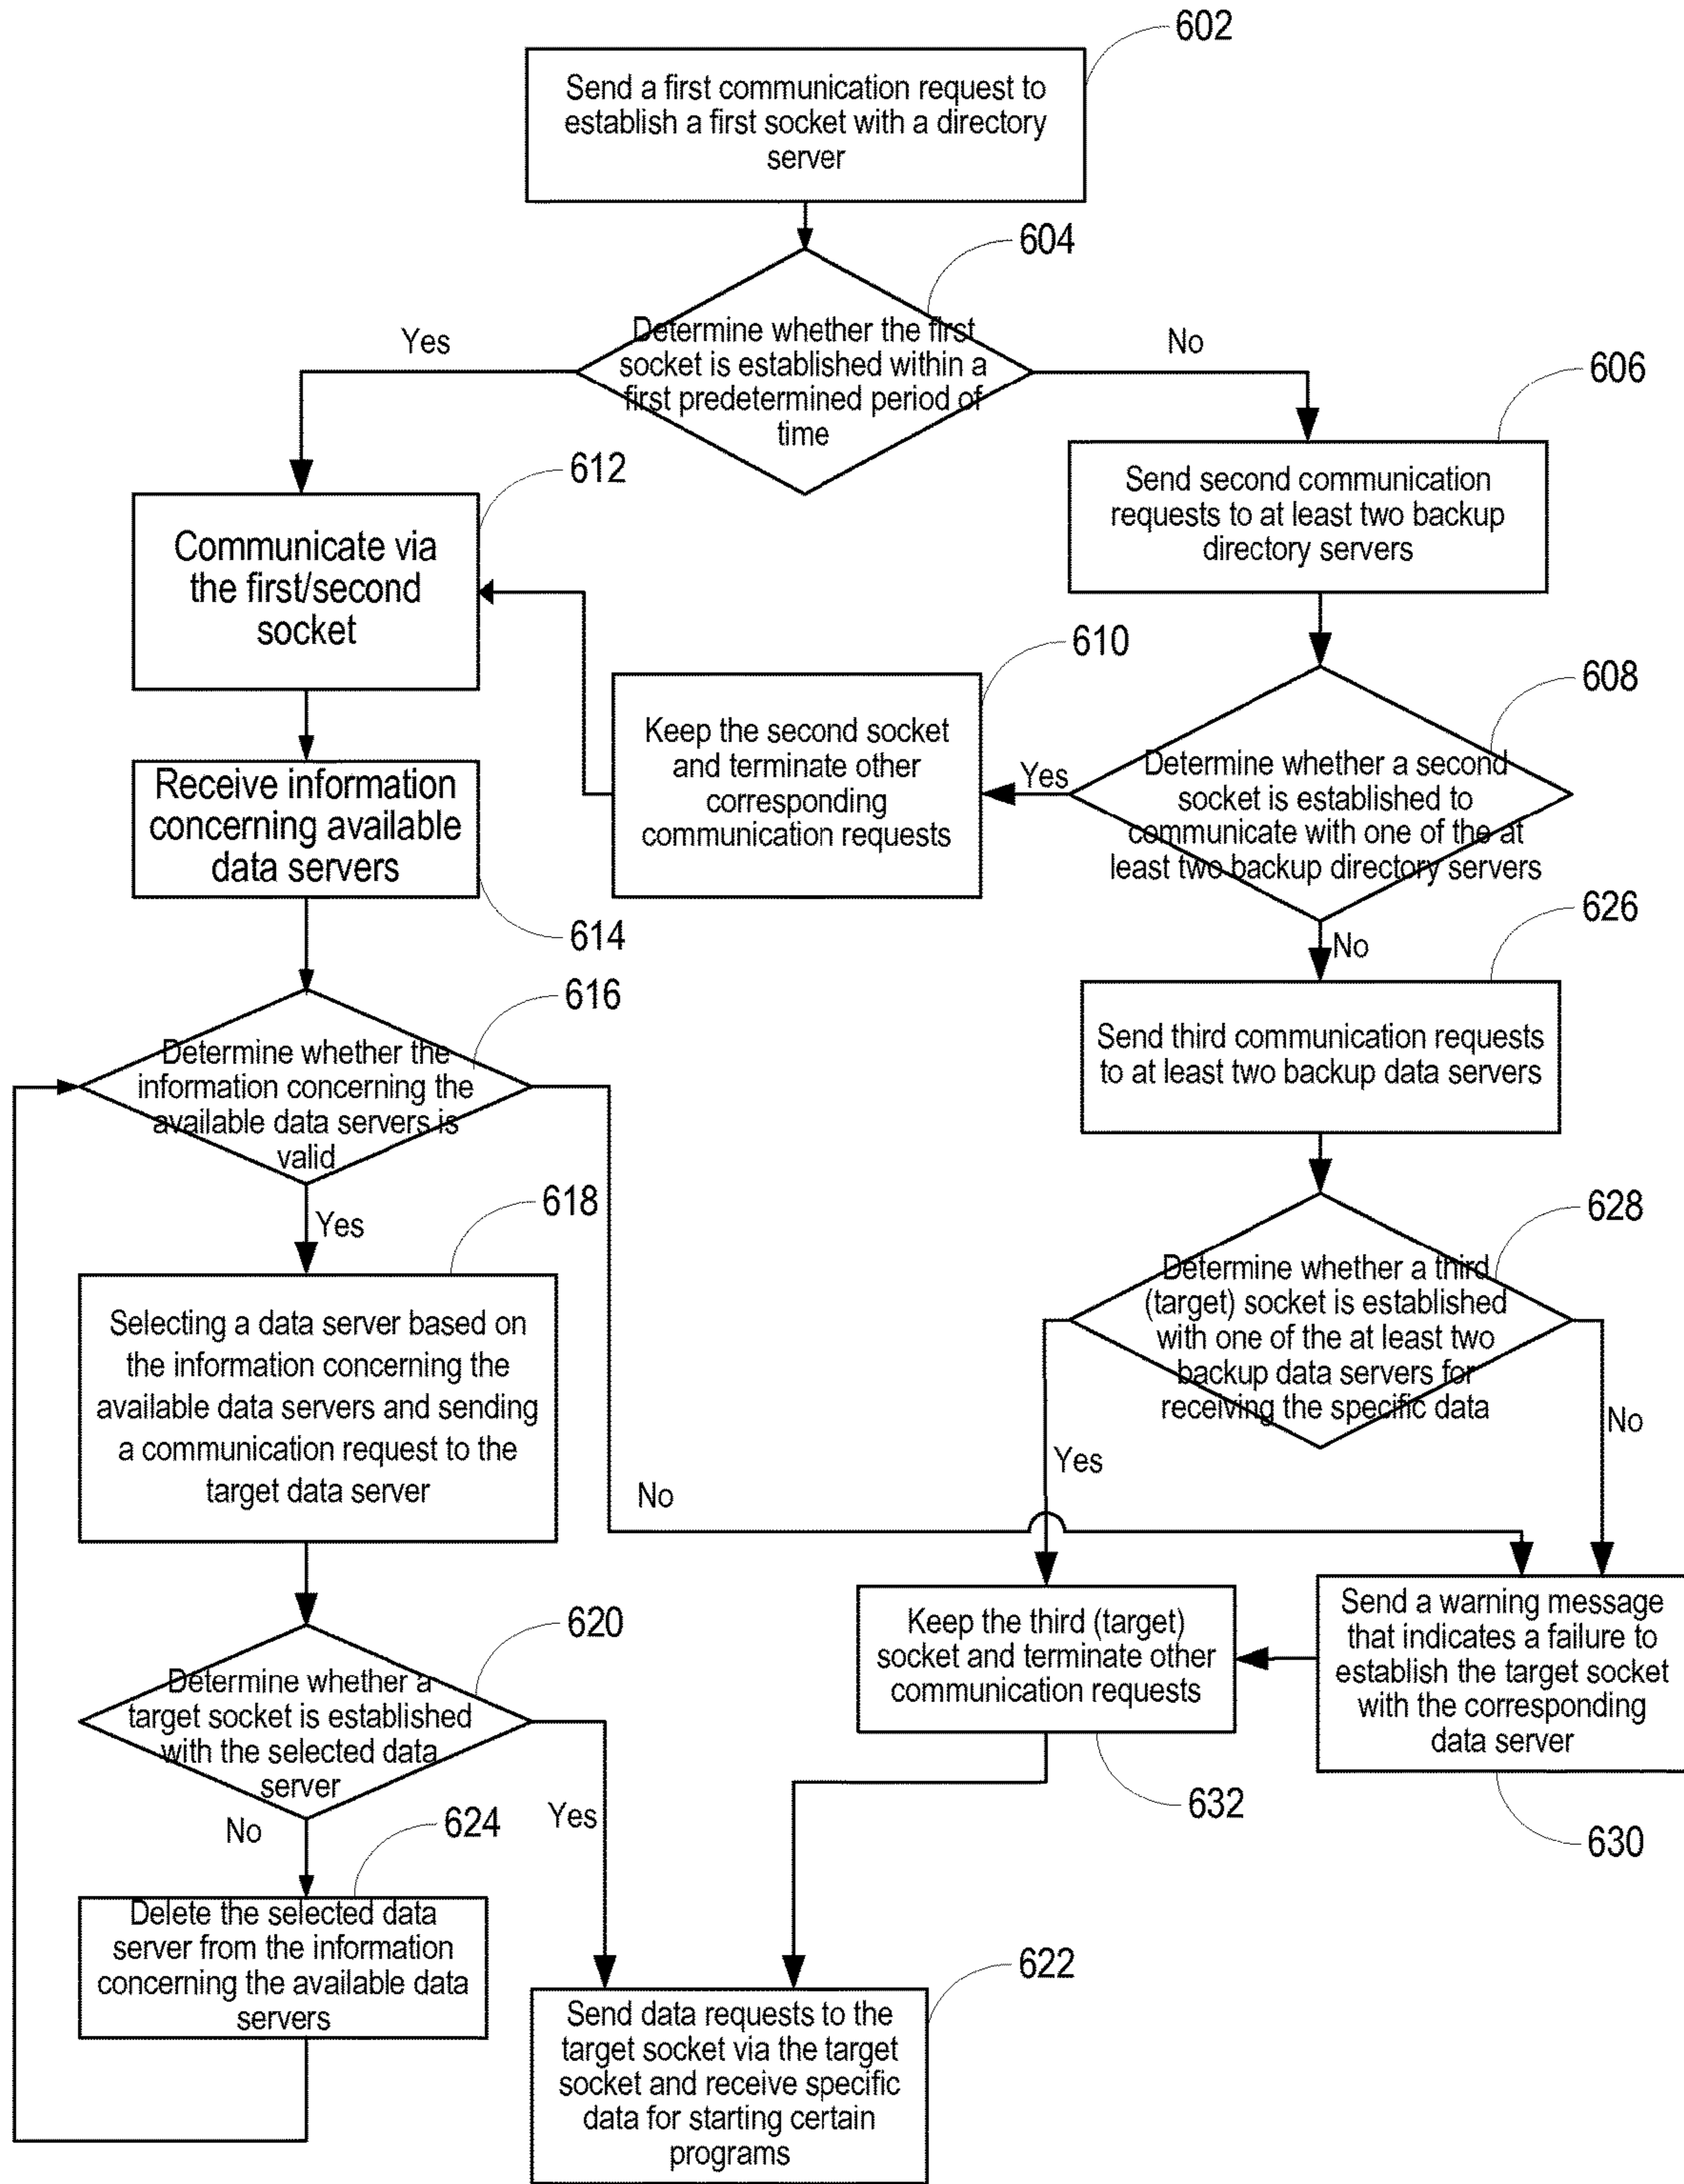 602
Send a first communication request to
establish a first socket with a directory
server
604
Determine whether the first
socket is established within a
first predetermined period of
time
Yes
No
606
Send second communication
requests to at least two backup
directory servers
612
Communicate via
the first/second
socket
610
Keep the second socket
and terminate other
corresponding
communication requests
608
Determine whether a second
socket is established to
communicate with one of the at
least two backup directory servers
Yes
No
Receive information
concerning available
data servers
614
626
Send third communication requests
to at least two backup data servers
616
Determine whether the
information concerning the
available data servers is
valid
Yes
No
618
Selecting a data server based on
the information concerning the
available data servers and sending
a communication request to the
target data server
628
Determine whether a third
(target) socket is established
with one of the at least two
backup data servers for
receiving the specific data
Yes
No
620
Determine whether a
target socket is established
with the selected data
server
No
Yes
Keep the third (target)
socket and terminate other
communication requests
632
Send a warning message
that indicates a failure to
establish the target socket
with the corresponding
data server
630
624
Delete the selected data
server from the information
concerning the available data
servers
622
Send data requests to the
target socket via the target
socket and receive specific
data for starting certain
programs